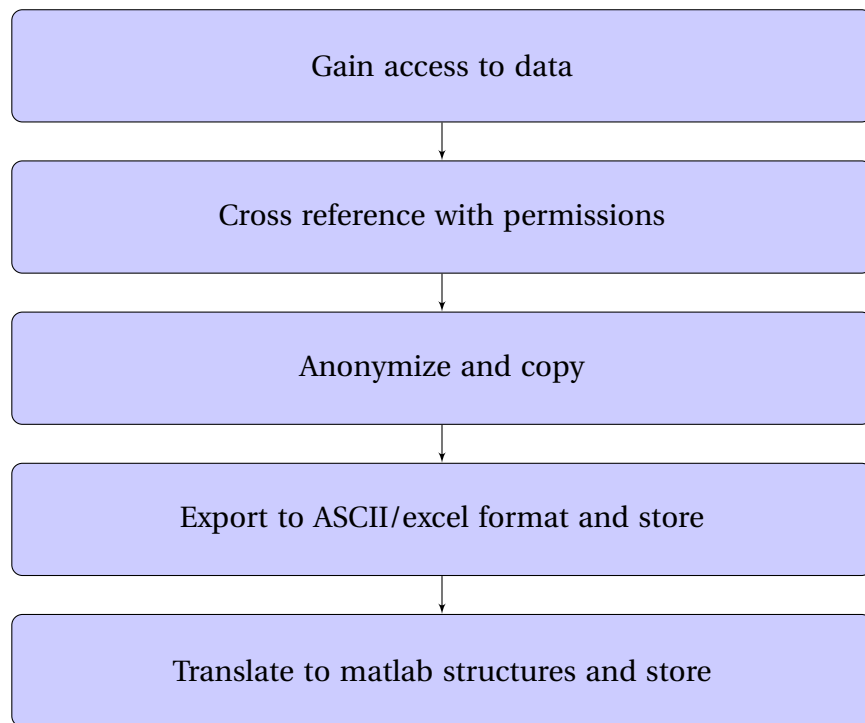 Gain access to data
Cross reference with permissions
Anonymize and copy
Export to ASCII/excel format and store
Translate to matlab structures and store